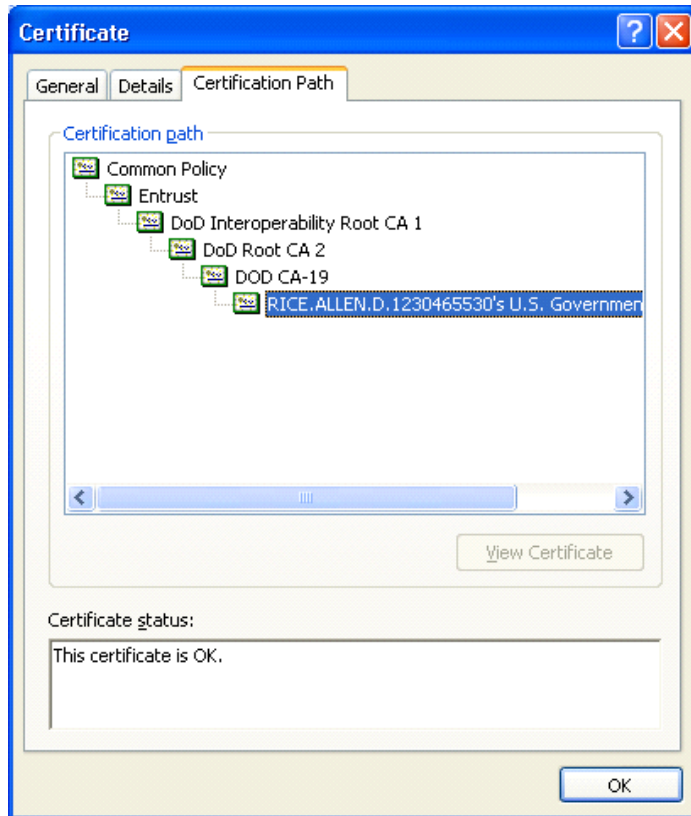 Certificate
General Details Certification Path
Certification path
Common Policy
Entrust
DoD Interoperability Root CA 1
DoD Root CA 2
DOD CA-19
RICE.ALLEN.D.1230465530's U.S. Governmen
View Certificate
Certificate status:
This certificate is OK.
OK